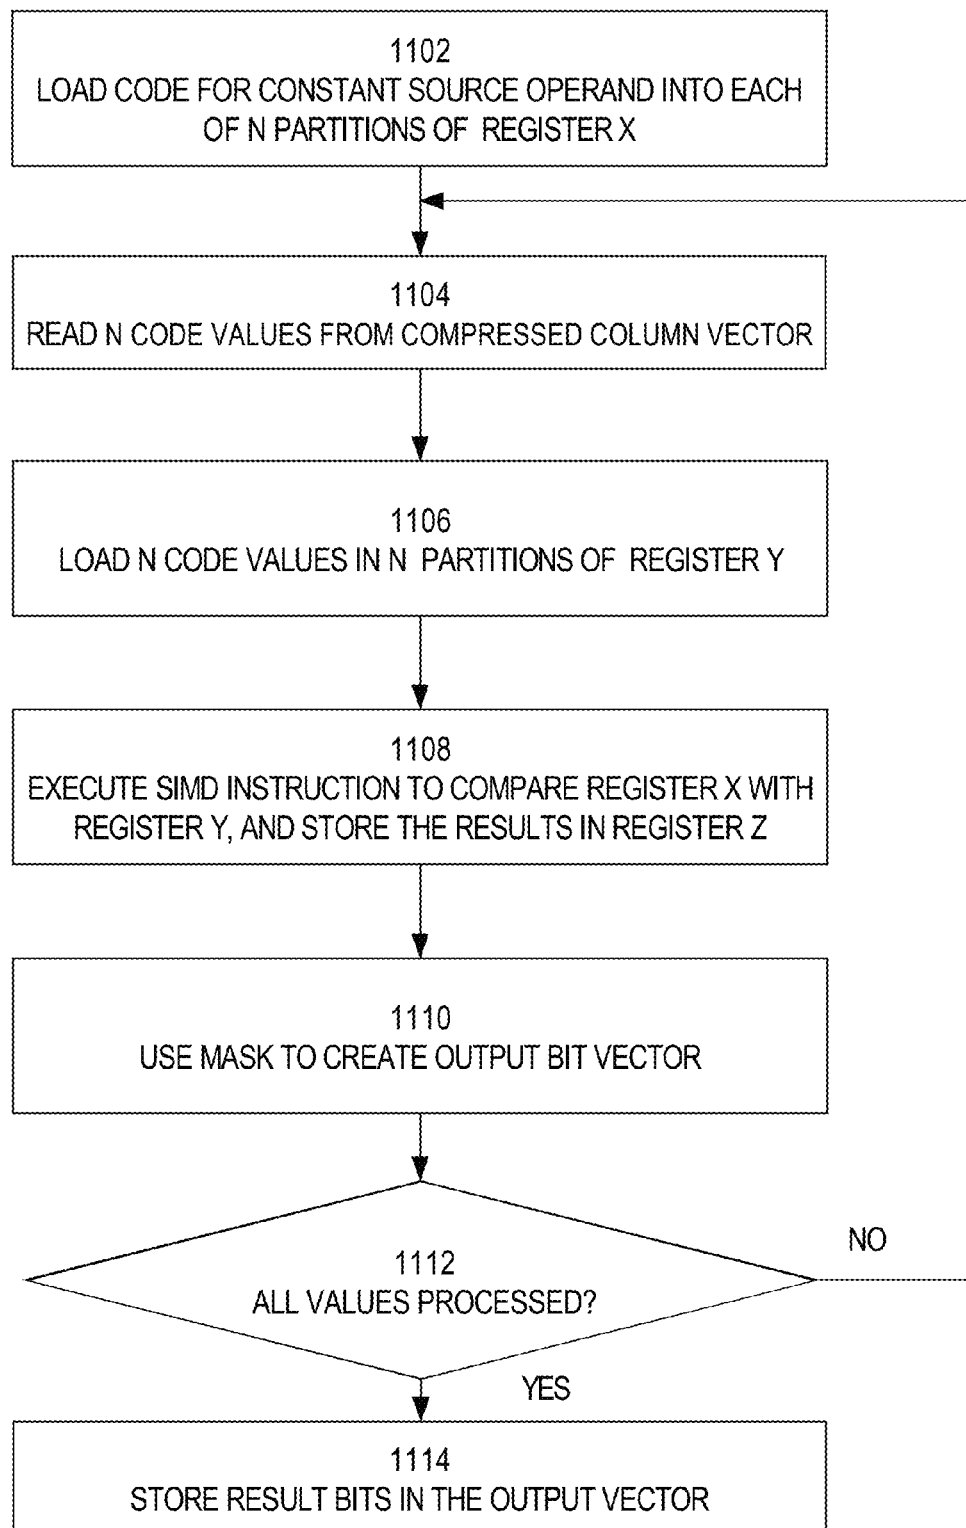 1102
LOAD CODE FOR CONSTANT SOURCE OPERAND INTO EACH
OF N PARTITIONS OF REGISTER X
1104
READ N CODE VALUES FROM COMPRESSED COLUMN VECTOR
1106
LOAD N CODE VALUES IN N PARTITIONS OF REGISTER Y
1108
EXECUTE SIMD INSTRUCTION TO COMPARE REGISTER X WITH
REGISTER Y, AND STORE THE RESULTS IN REGISTER Z
1110
USE MASK TO CREATE OUTPUT BIT VECTOR
NO
1112
ALL VALUES PROCESSED?
YES
1114
STORE RESULT BITS IN THE OUTPUT VECTOR